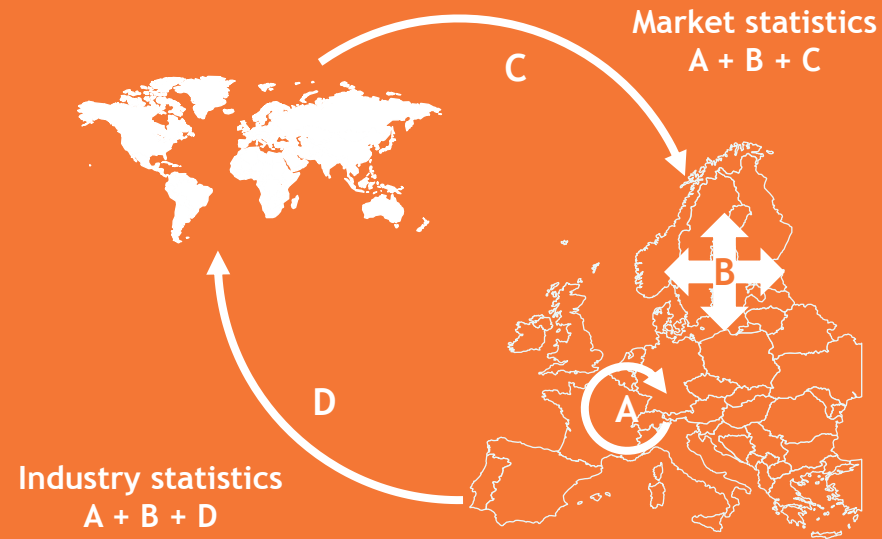 Market statistics
A + B + C
C
B
A
D
Industry statistics
A + B + D